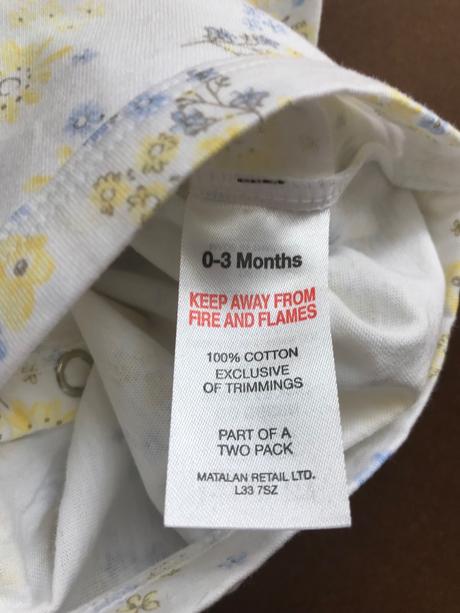 0-3 Months
KEEP AWAY FROM
FIRE AND FLAMES
100% COTTON
EXCLUSIVE
OF TRIMMINGS
PART OF A
TWO PACK
MATALAN RETAIL LTD.
L33 7SZ